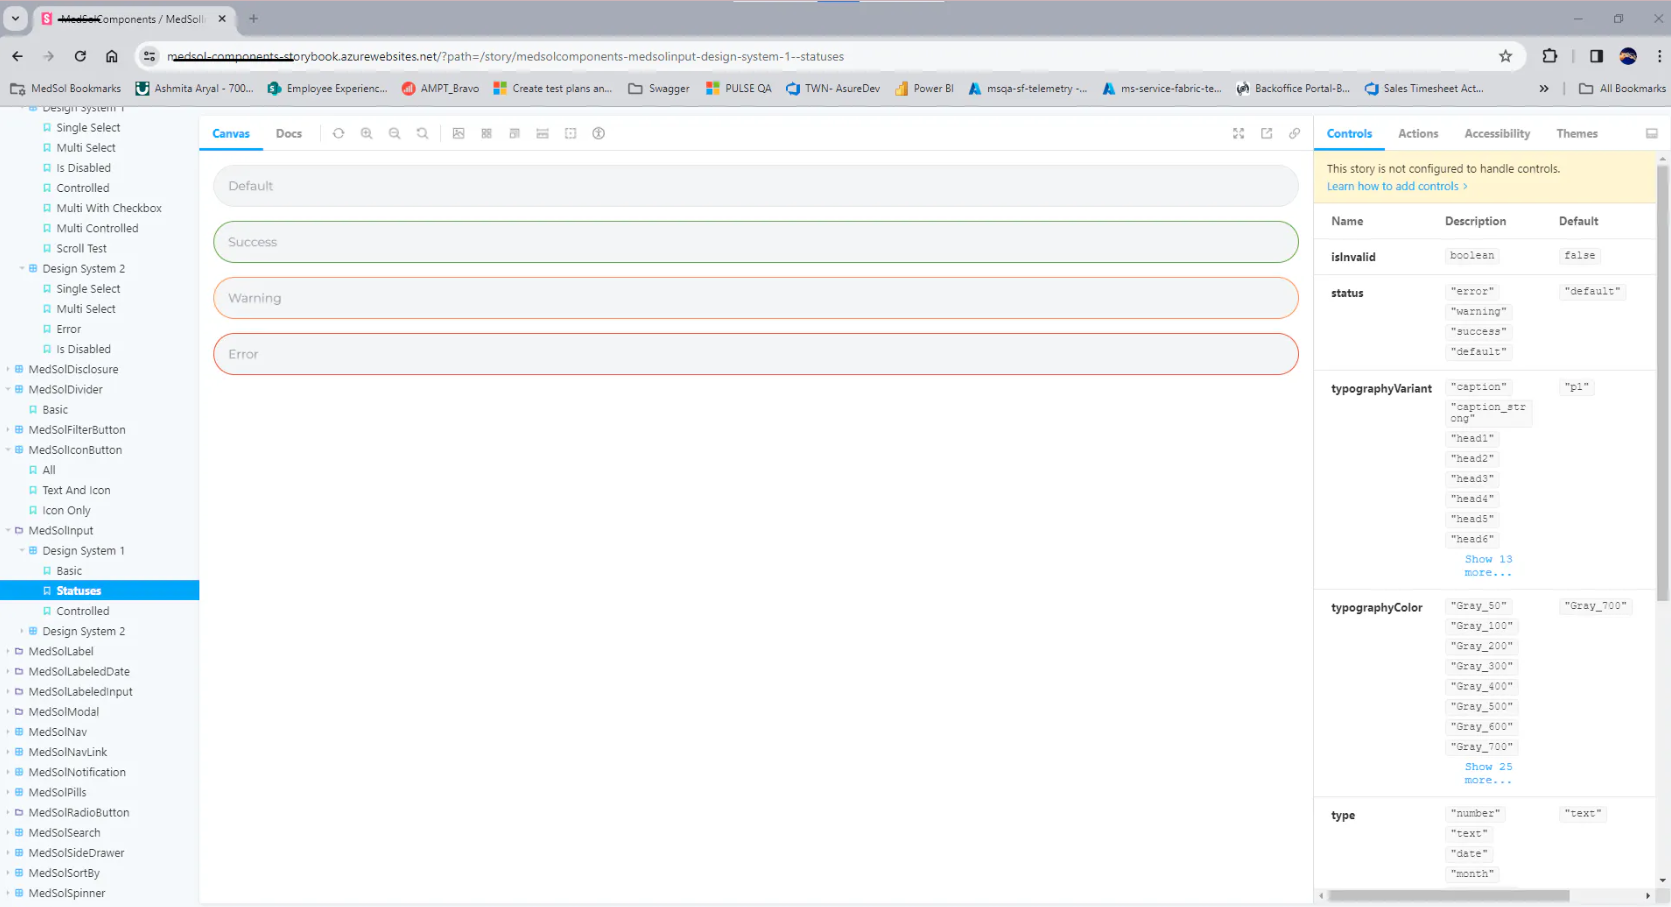 MedSolComponents / MedSolI
medsol-components-storybook.azurewebsites.net/?path=/story/medsolcomponents-medsolinput-design-system-1--statuses
MedSol Bookmarks
Ashmita Aryal - 700...
Employee Experienc...
AMPT_Bravo
Create test plans an...
Swagger
PULSE QA
TWN- AsureDev
Power BI
msqa-sf-telemetry -...
ms-service-fabric-te...
Backoffice Portal-B...
Sales Timesheet Act...
»
All Bookmarks
Design System 1
Single Select
Multi Select
Is Disabled
Controlled
Multi With Checkbox
Multi Controlled
Scroll Test
Design System 2
Single Select
Multi Select
Error
Is Disabled
MedSolDisclosure
MedSolDivider
Basic
MedSolFilterButton
MedSolIconButton
All
Text And Icon
Icon Only
MedSolInput
Design System 1
Basic
Statuses
Controlled
Design System 2
MedSolLabel
MedSolLabeledDate
MedSolLabeledInput
MedSolModal
MedSolNav
MedSolNavLink
MedSolNotification
MedSolPills
MedSolRadioButton
MedSolSearch
MedSolSideDrawer
MedSolSortBy
MedSolSpinner
Canvas
Docs
Default
Success
Warning
Error
Controls
Actions
Accessibility
Themes
This story is not configured to handle controls.
Learn how to add controls
Name Description Default
isInvalid boolean false
status "error" "default"
"warning"
"success"
"default"
typographyVariant "caption" "p1"
"caption_str
ong"
"head1"
"head2"
"head3"
"head4"
"head5"
"head6"
Show 13
more...
typographyColor "Gray_50" "Gray_700"
"Gray_100"
"Gray_200"
"Gray_300"
"Gray_400"
"Gray_500"
"Gray_600"
"Gray_700"
Show 25
more...
type "number" "text"
"text"
"date"
"month"